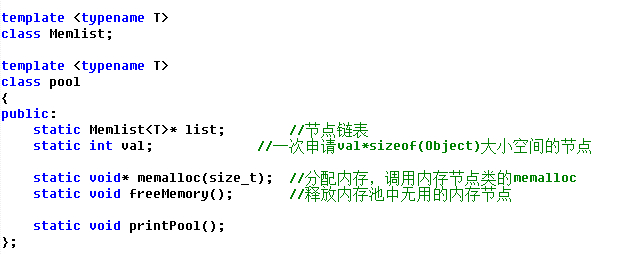 template <typename T>
class Memlist;
template <typename T>
class pool
{
public:
    static Memlist<T>* list;        //节点链表
    static int val;                //一次申请val*sizeof(Object)大小空间的节点
    static void* memalloc(size_t);  //分配内存，调用内存节点类的memalloc
    static void freeMemory();       //释放内存池中无用的内存节点
    static void printPool();
};